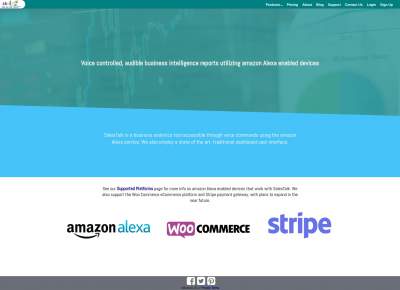 Features Pricing About Blog Support Contact Us Login Sign Up
Voice controlled, audible business intelligence reports utilizing amazon Alexa enabled devices
SalesTalk is a business analytics tool accessible through voice commands using the amazon
Alexa service. We also employ a state of the art traditional dashboard user interface.
See our Supported Platforms page for more info on amazon Alexa enabled devices that work with SalesTalk. We
also support the Woo Commerce eCommerce platform and Stripe payment gateway, with plans to expand in the
near future.
amazon alexa
WOO COMMERCE
stripe